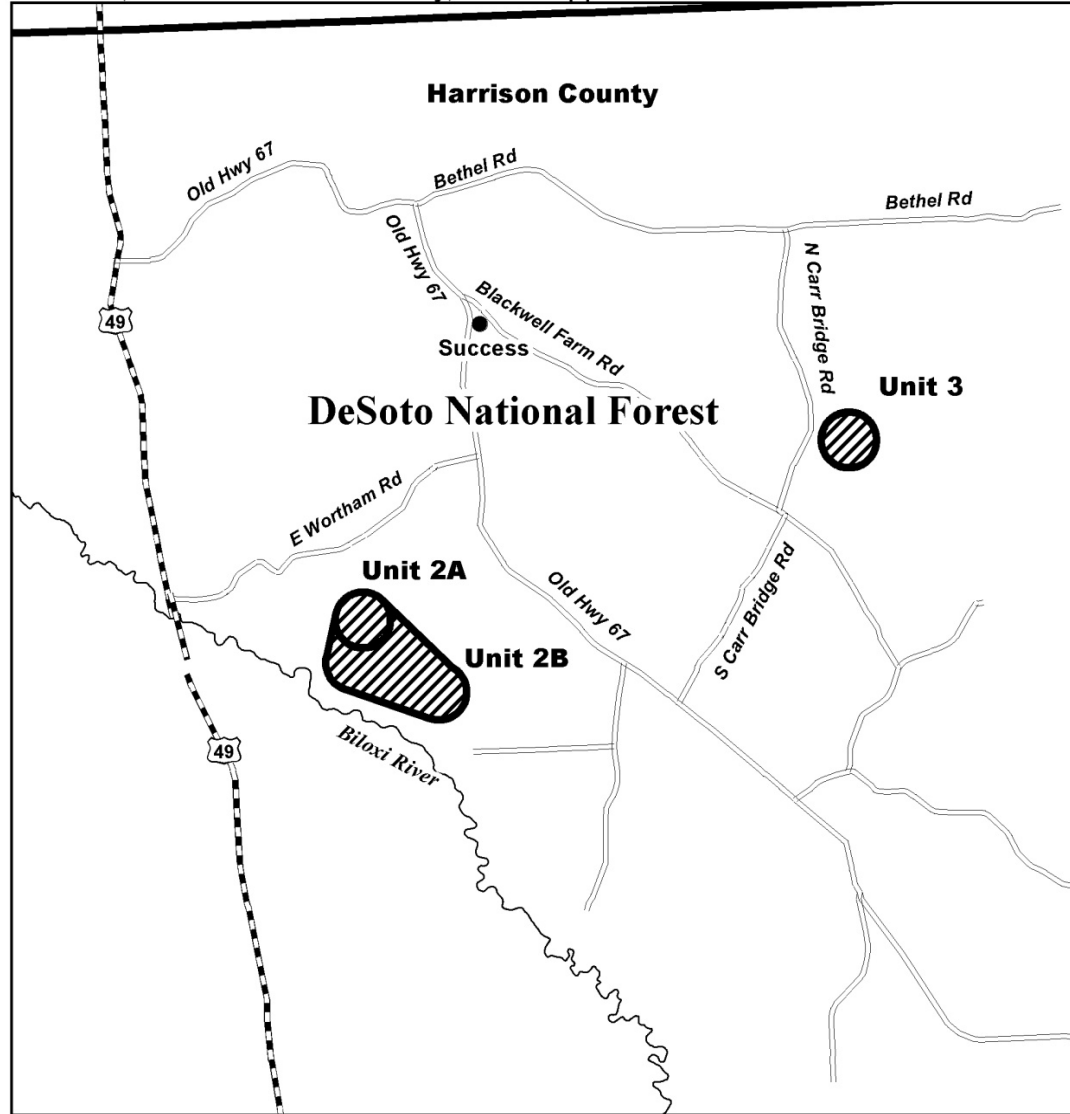 Harrison County
Old Hwy 67
Bethel Rd
Bethel Rd
Old Hwy 67
N Carr Bridge Rd
49
Blackwell Farm Rd
Success
Unit 3
DeSoto National Forest
E Wortham Rd
Unit 2A
Old Hwy 67
S Carr Bridge Rd
Unit 2B
49
Biloxi River